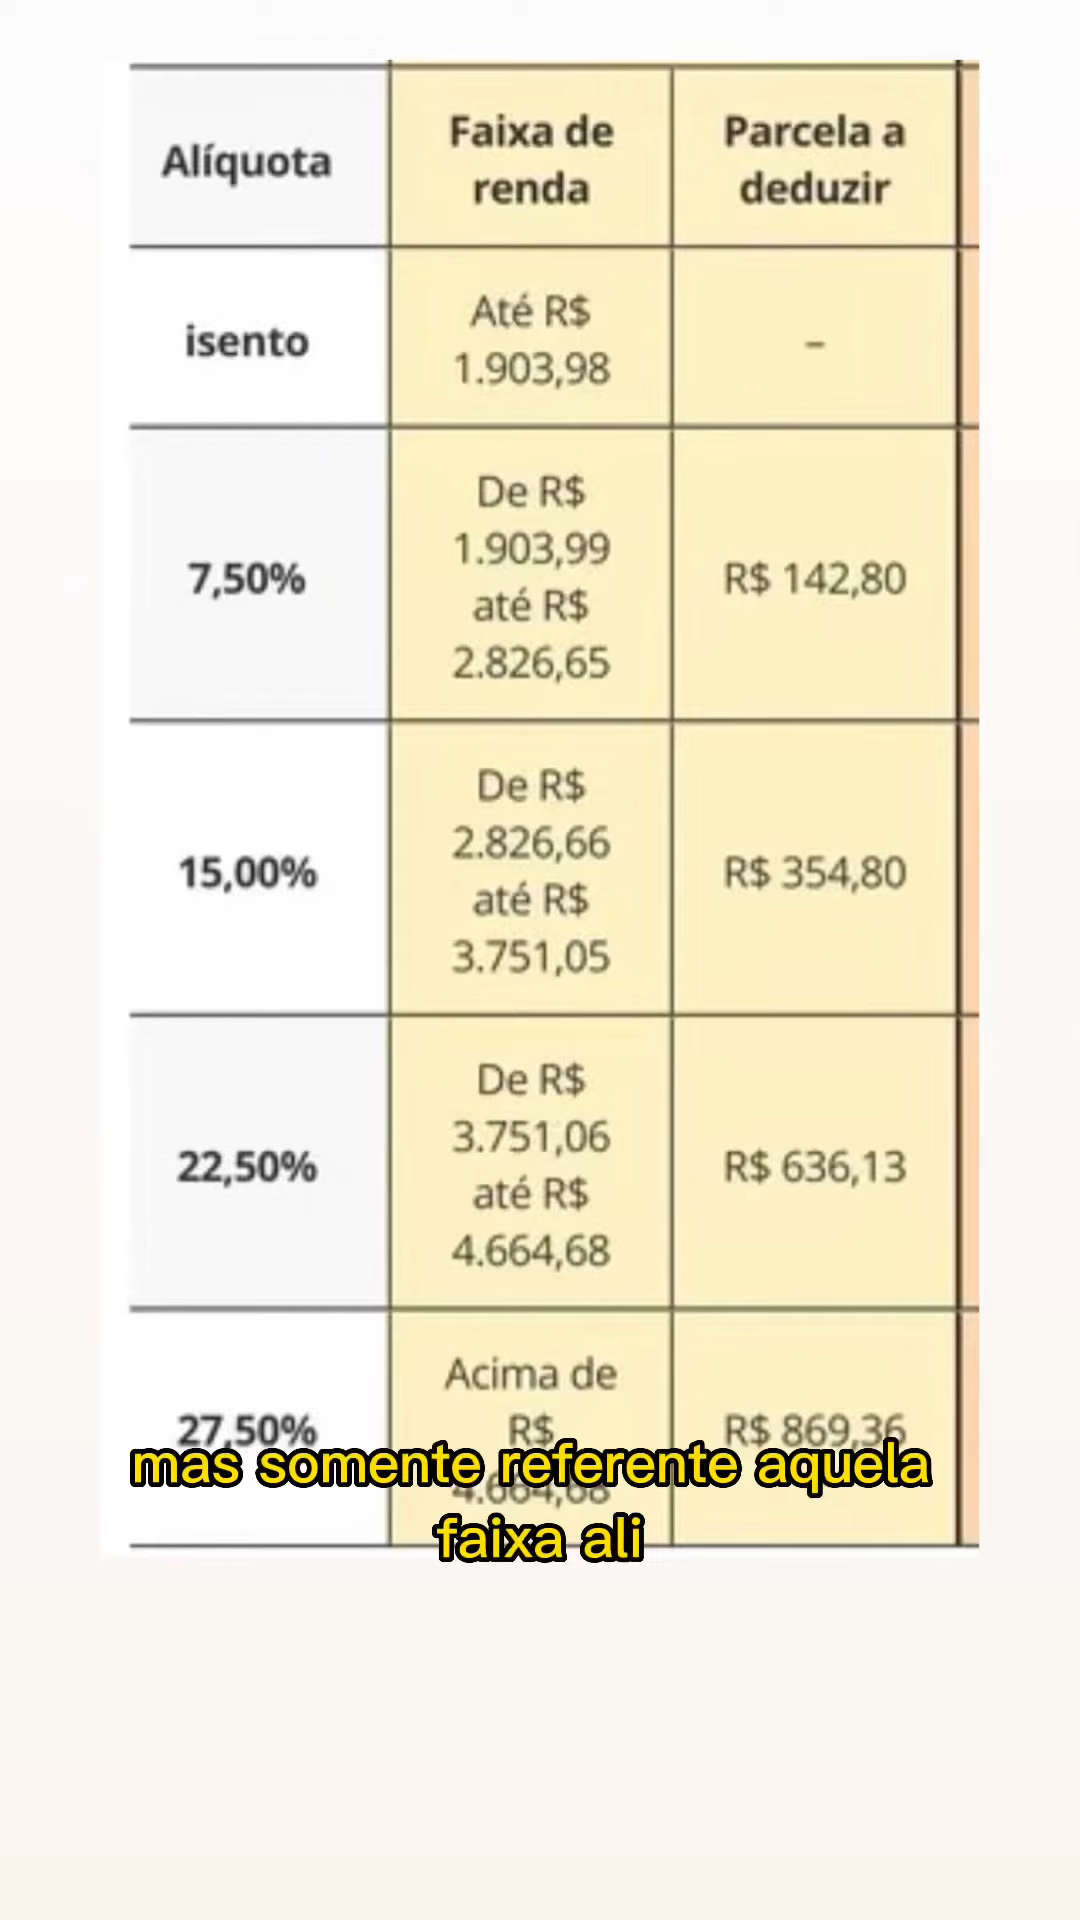 Alíquota
Faixa de
renda
Parcela a
deduzir
isento
Até R$
1.903,98
–
7,50%
De R$
1.903,99
até R$
2.826,65
R$ 142,80
15,00%
De R$
2.826,66
até R$
3.751,05
R$ 354,80
22,50%
De R$
3.751,06
até R$
4.664,68
R$ 636,13
27,50%
Acima de
R$
4.664,68
R$ 869,36
mas somente referente aquela
faixa ali